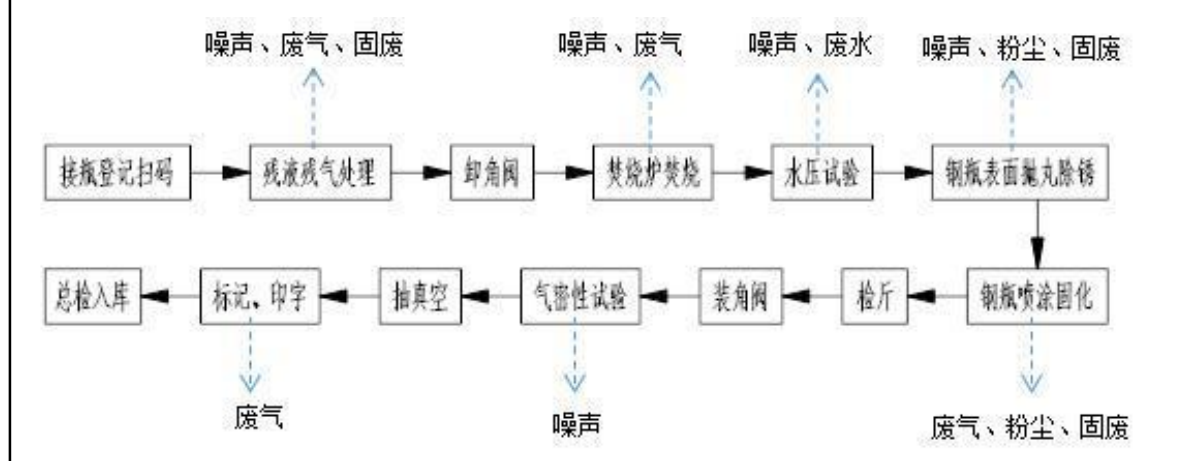 噪声、废气、固废 噪声、废气 噪声、废水 噪声、粉尘、固废
接瓶登记扫码 残液残气处理 卸角阀 焚烧炉焚烧 水压试验 钢瓶表面抛丸除锈
总检入库 标记、印字 抽真空 气密性试验 装角阀 检斤 钢瓶喷涂固化
废气 噪声 废气、粉尘、固废